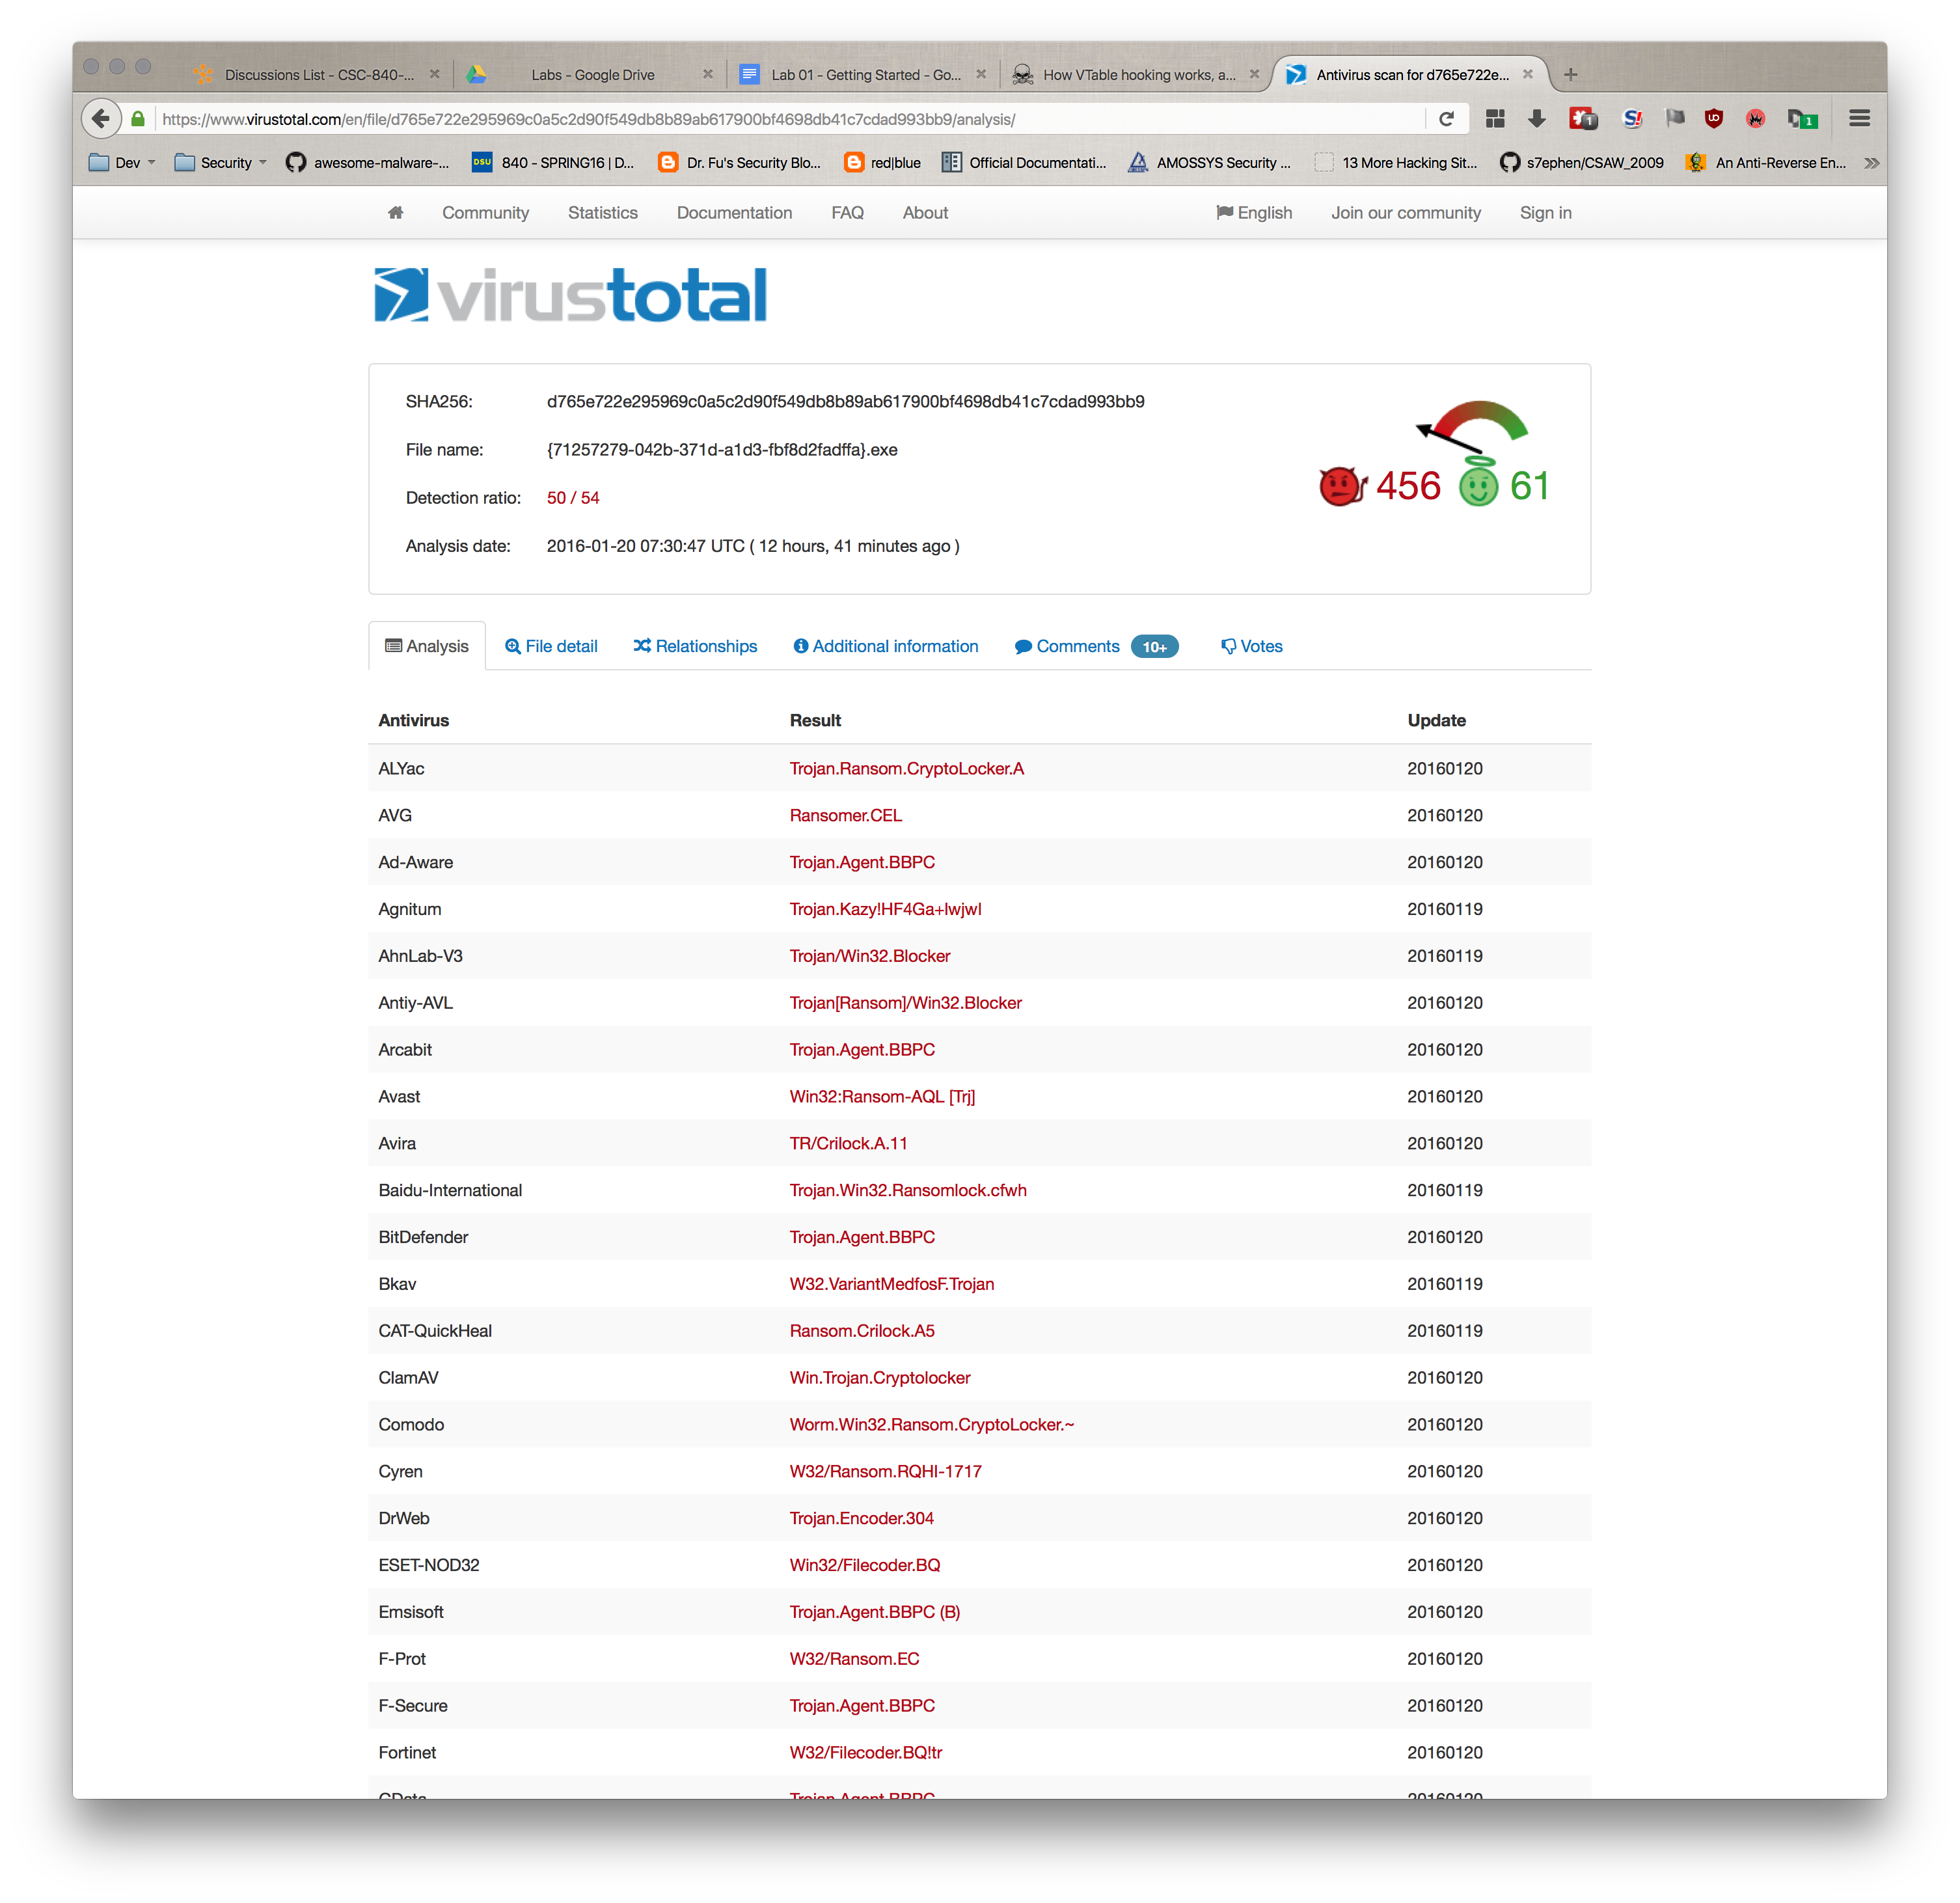 Discussions List - CSC-840-... Labs - Google Drive Lab 01 - Getting Started - Go... How VTable hooking works, a... Antivirus scan for d765e722e...
https://www.virustotal.com/en/file/d765e722e295969c0a5c2d90f549db8b89ab617900bf4698db41c7cdad993bb9/analysis/
Dev Security awesome-malware-... DSU 840 - SPRING16 | D... Dr. Fu's Security Blo... red|blue Official Documentati... AMOSSYS Security ... 13 More Hacking Sit... s7ephen/CSAW_2009 An Anti-Reverse En...
Community Statistics Documentation FAQ About English Join our community Sign in
virustotal
SHA256: d765e722e295969c0a5c2d90f549db8b89ab617900bf4698db41c7cdad993bb9
File name: {71257279-042b-371d-a1d3-fbf8d2fadffa}.exe
Detection ratio: 50 / 54
456 61
Analysis date: 2016-01-20 07:30:47 UTC ( 12 hours, 41 minutes ago )
Analysis File detail Relationships Additional information Comments 10+ Votes
Antivirus Result Update
ALYac Trojan.Ransom.CryptoLocker.A 20160120
AVG Ransomer.CEL 20160120
Ad-Aware Trojan.Agent.BBPC 20160120
Agnitum Trojan.Kazy!HF4Ga+lwjwI 20160119
AhnLab-V3 Trojan/Win32.Blocker 20160119
Antiy-AVL Trojan[Ransom]/Win32.Blocker 20160120
Arcabit Trojan.Agent.BBPC 20160120
Avast Win32:Ransom-AQL [Trj] 20160120
Avira TR/Crilock.A.11 20160120
Baidu-International Trojan.Win32.Ransomlock.cfwh 20160119
BitDefender Trojan.Agent.BBPC 20160120
Bkav W32.VariantMedfosF.Trojan 20160119
CAT-QuickHeal Ransom.Crilock.A5 20160119
ClamAV Win.Trojan.Cryptolocker 20160120
Comodo Worm.Win32.Ransom.CryptoLocker.~ 20160120
Cyren W32/Ransom.RQHI-1717 20160120
DrWeb Trojan.Encoder.304 20160120
ESET-NOD32 Win32/Filecoder.BQ 20160120
Emsisoft Trojan.Agent.BBPC (B) 20160120
F-Prot W32/Ransom.EC 20160120
F-Secure Trojan.Agent.BBPC 20160120
Fortinet W32/Filecoder.BQ!tr 20160120
GData Trojan.Agent.BBPC 20160120